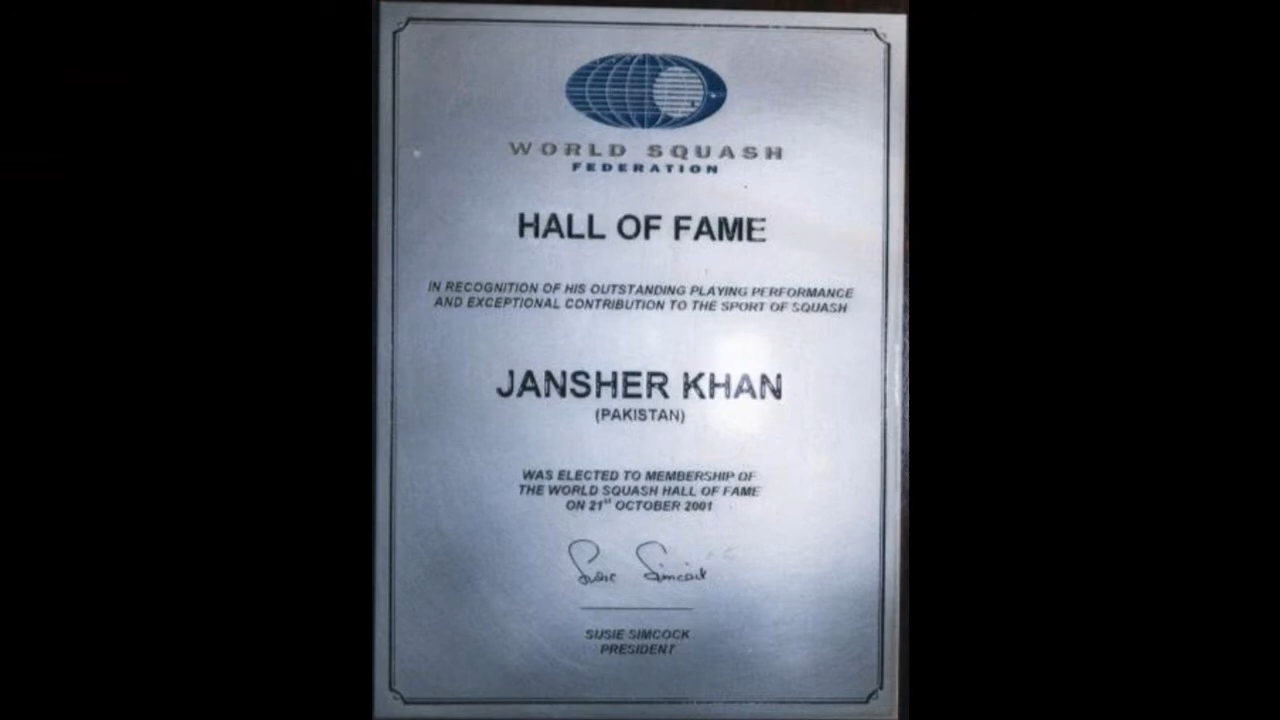 WORLD SQUASH
FEDERATION
HALL OF FAME
IN RECOGNITION OF HIS OUTSTANDING PLAYING PERFORMANCE
AND EXCEPTIONAL CONTRIBUTION TO THE SPORT OF SQUASH
JANSHER KHAN
(PAKISTAN)
WAS ELECTED TO MEMBERSHIP OF
THE WORLD SQUASH HALL OF FAME
ON 21st OCTOBER 2001
Susie Simcock
SUSIE SIMCOCK
PRESIDENT